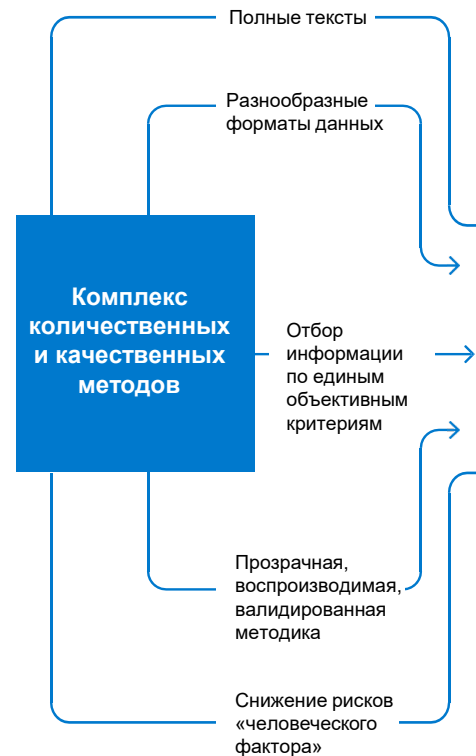 Полные тексты
Разнообразные
форматы данных
Комплекс
количественных
и качественных
методов
Отбор
информации
по единым
объективным
критериям
Прозрачная,
воспроизводимая,
валидированная
методика
Снижение рисков
«человеческого
фактора»